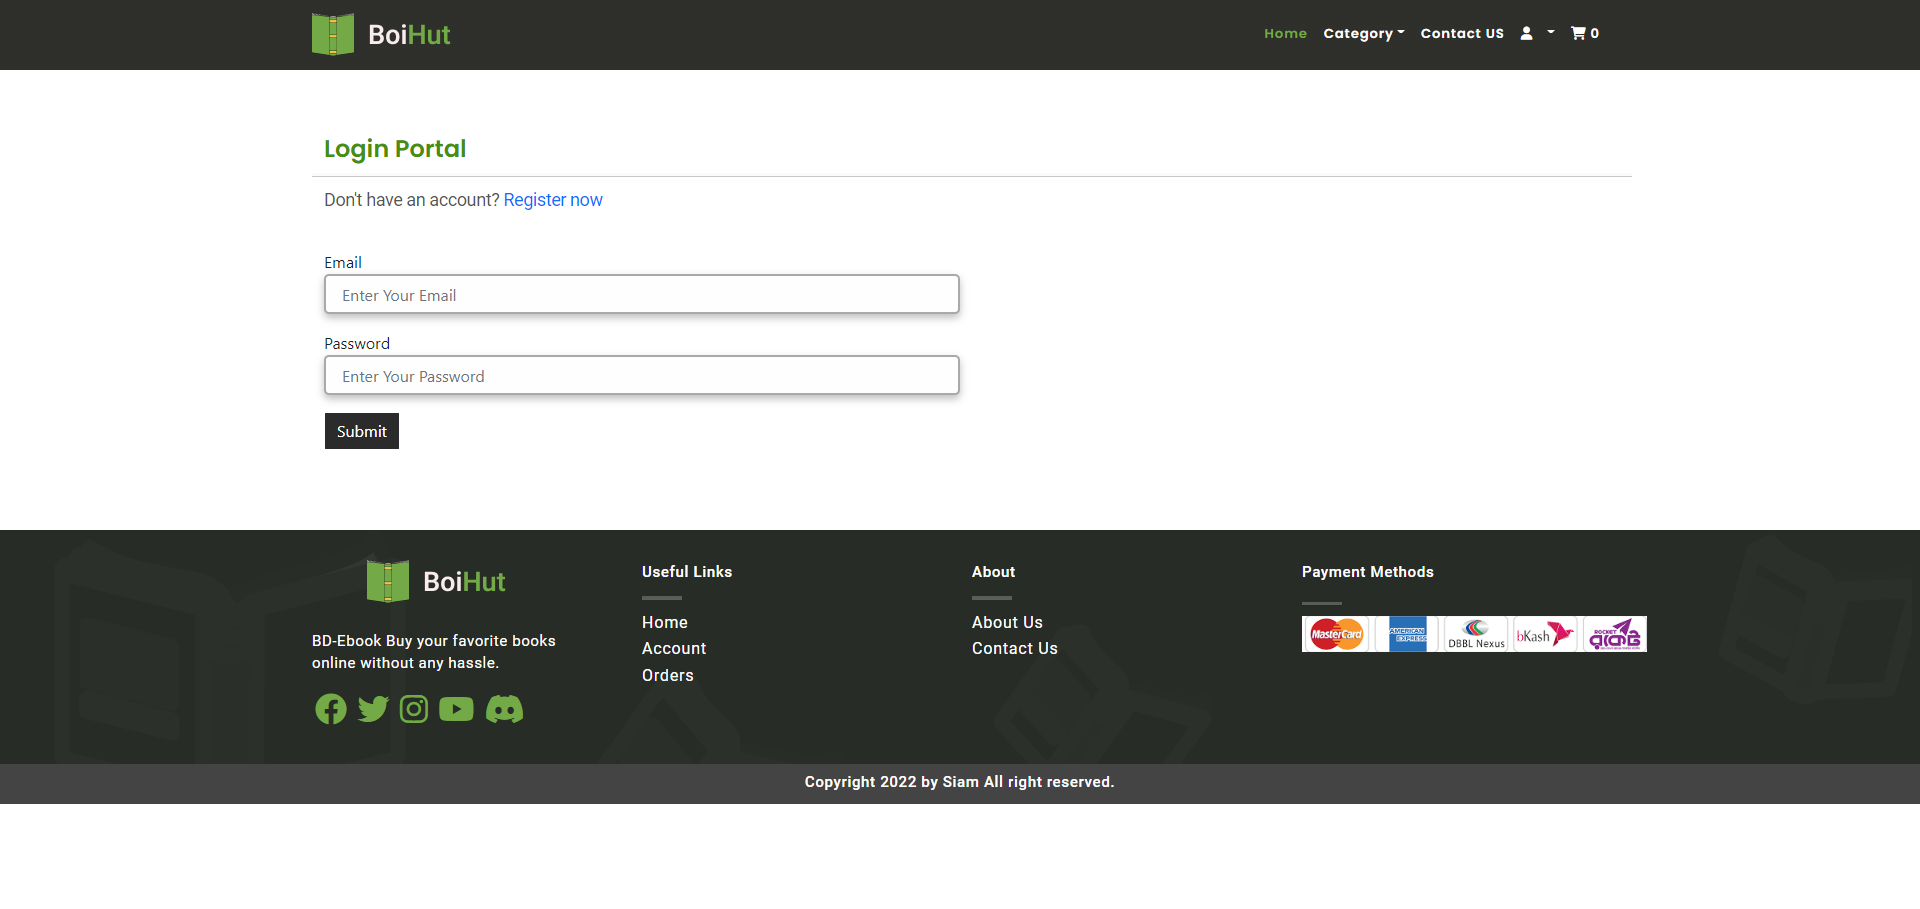 BoiHut
Home Category Contact US 0
Login Portal
Don't have an account? Register now
Email
Enter Your Email
Password
Enter Your Password
Submit
BoiHut
BD-Ebook Buy your favorite books
online without any hassle.
Useful Links
Home
Account
Orders
About
About Us
Contact Us
Payment Methods
MasterCard
AMERICAN
EXPRESS
DBBL Nexus
bKash
ROCKET
Copyright 2022 by Siam All right reserved.